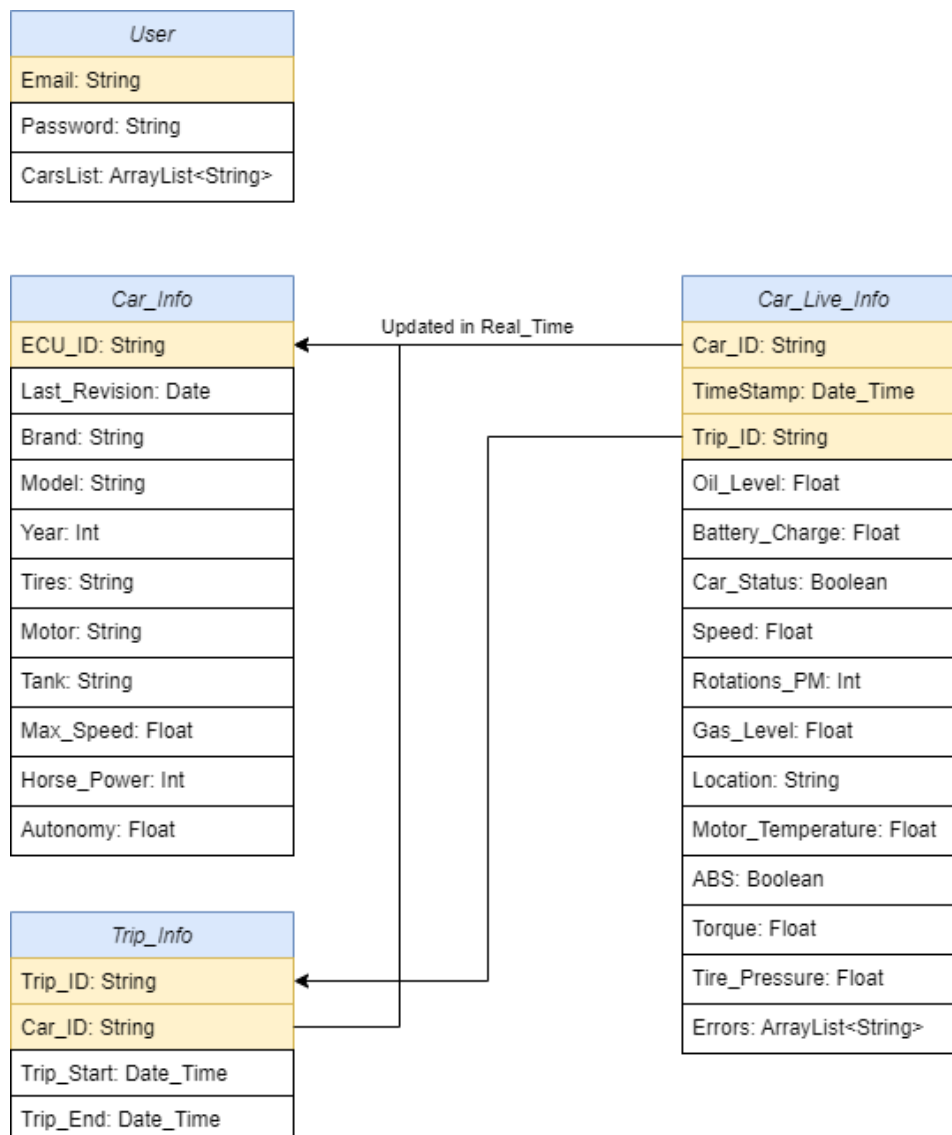 User
Email: String
Password: String
CarsList: ArrayList<String>
Car_Info
ECU_ID: String
Last_Revision: Date
Brand: String
Model: String
Year: Int
Tires: String
Motor: String
Tank: String
Max_Speed: Float
Horse_Power: Int
Autonomy: Float
Updated in Real_Time
Car_Live_Info
Car_ID: String
TimeStamp: Date_Time
Trip_ID: String
Oil_Level: Float
Battery_Charge: Float
Car_Status: Boolean
Speed: Float
Rotations_PM: Int
Gas_Level: Float
Location: String
Motor_Temperature: Float
ABS: Boolean
Torque: Float
Tire_Pressure: Float
Errors: ArrayList<String>
Trip_Info
Trip_ID: String
Car_ID: String
Trip_Start: Date_Time
Trip_End: Date_Time